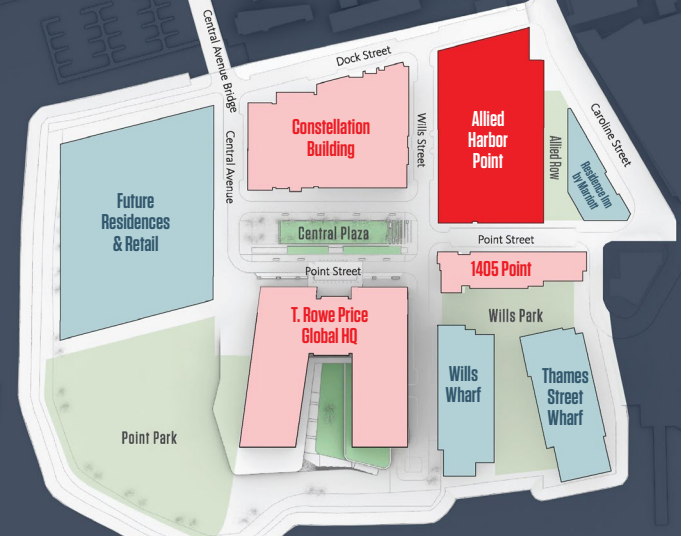 Central Avenue Bridge
Dock Street
Constellation
Building
Wills Street
Allied
Harbor
Point
Caroline Street
Allied Row
Residence Inn
by Marriott
Central Avenue
Future
Residences
& Retail
Central Plaza
Point Street
Point Street
1405 Point
T. Rowe Price
Global HQ
Wills Park
Wills
Wharf
Thames
Street
Wharf
Point Park